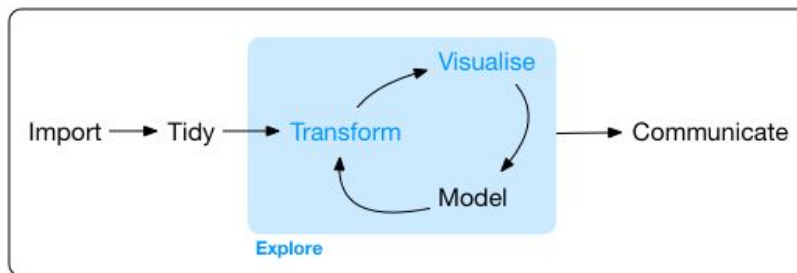 Visualise
Import Tidy Transform Communicate
Model
Explore